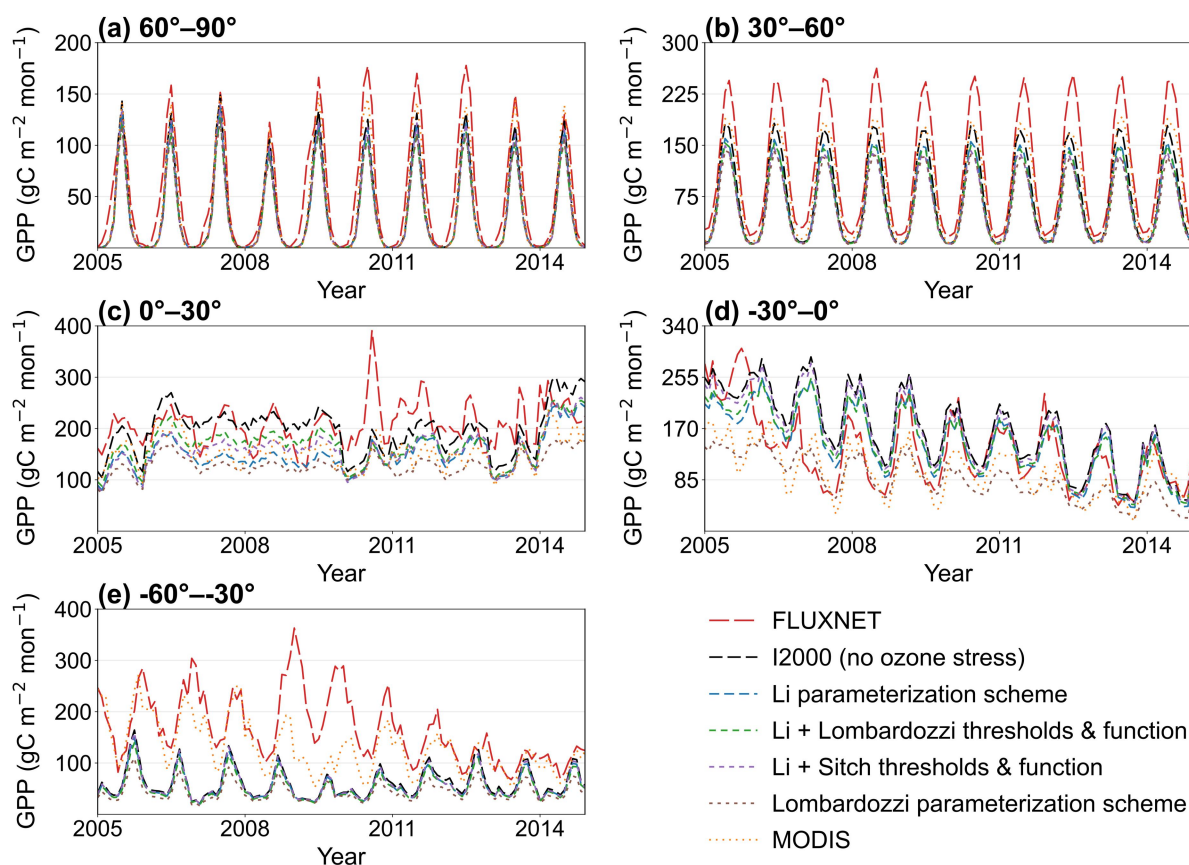 (a) 60°–90°
(b) 30°–60°
GPP (gC m⁻² mon⁻¹)
200
150
100
50
2005
2008
2011
2014
Year
GPP (gC m⁻² mon⁻¹)
300
225
150
75
2005
2008
2011
2014
Year
(c) 0°–30°
(d) -30°–0°
GPP (gC m⁻² mon⁻¹)
400
300
200
100
2005
2008
2011
2014
Year
GPP (gC m⁻² mon⁻¹)
340
255
170
85
2005
2008
2011
2014
Year
(e) -60°–-30°
GPP (gC m⁻² mon⁻¹)
400
300
200
100
2005
2008
2011
2014
Year
FLUXNET
I2000 (no ozone stress)
Li parameterization scheme
Li + Lombardozzi thresholds & function
Li + Sitch thresholds & function
Lombardozzi parameterization scheme
MODIS